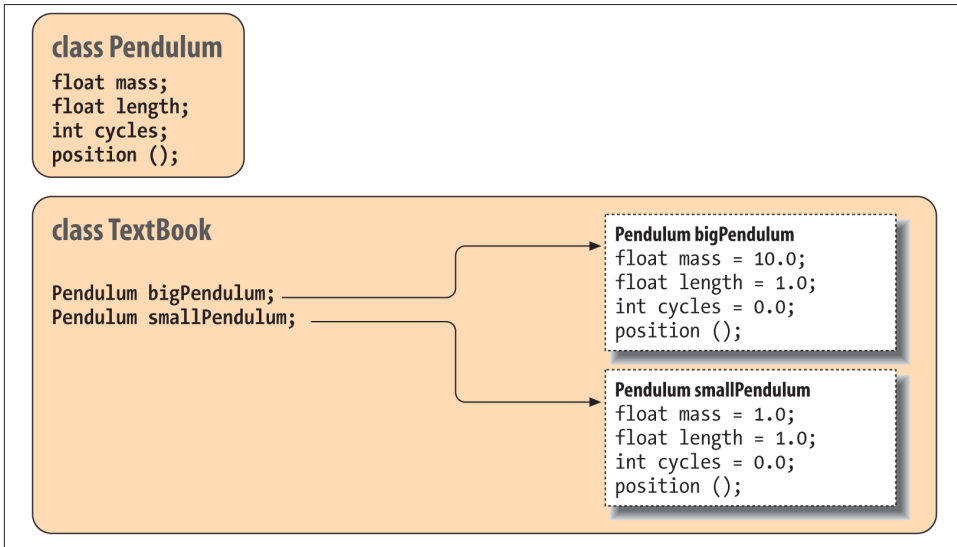 class Pendulum
float mass;
float length;
int cycles;
position ();
class TextBook
Pendulum bigPendulum;
Pendulum smallPendulum;
Pendulum bigPendulum
float mass = 10.0;
float length = 1.0;
int cycles = 0.0;
position ();
Pendulum smallPendulum
float mass = 1.0;
float length = 1.0;
int cycles = 0.0;
position ();